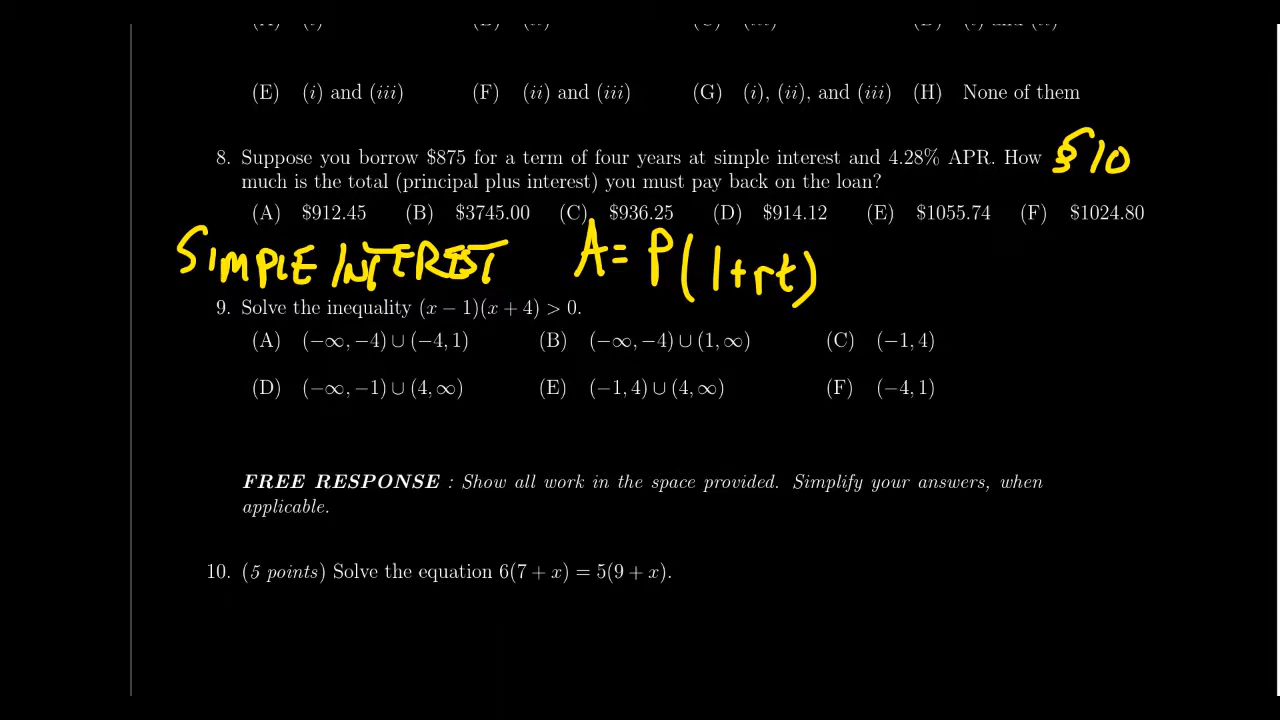 (E) (i) and (iii) (F) (ii) and (iii) (G) (i), (ii), and (iii) (H) None of them
8. Suppose you borrow $875 for a term of four years at simple interest and 4.28% APR. How §10
much is the total (principal plus interest) you must pay back on the loan?
(A) $912.45 (B) $3745.00 (C) $936.25 (D) $914.12 (E) $1055.74 (F) $1024.80
SIMPLE INTEREST A = P(1+rt)
9. Solve the inequality (x − 1)(x + 4) > 0.
(A) (−∞, −4) ∪ (−4, 1) (B) (−∞, −4) ∪ (1, ∞) (C) (−1, 4)
(D) (−∞, −1) ∪ (4, ∞) (E) (−1, 4) ∪ (4, ∞) (F) (−4, 1)
FREE RESPONSE : Show all work in the space provided. Simplify your answers, when
applicable.
10. (5 points) Solve the equation 6(7 + x) = 5(9 + x).